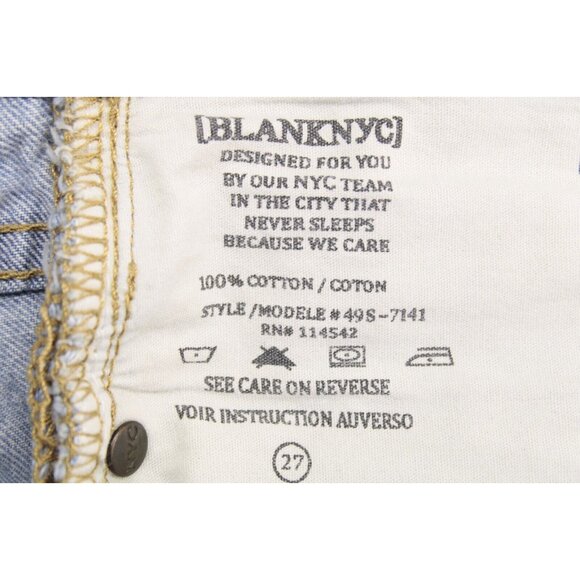 [BLANKNYC]
DESIGNED FOR YOU
BY OUR NYC TEAM
IN THE CITY THAT
NEVER SLEEPS
BECAUSE WE CARE
100% COTTON / COTON
STYLE / MODELE # 49S-7141
RN# 114542
SEE CARE ON REVERSE
VOIR INSTRUCTION AUVERSO
27
NYC